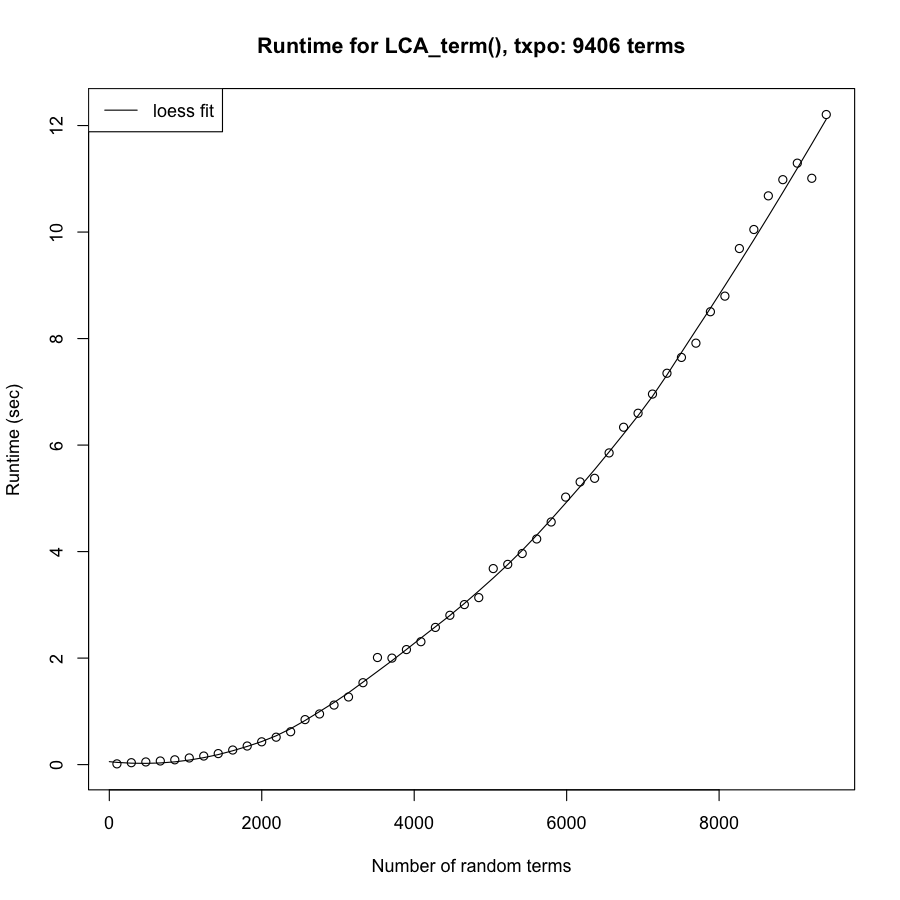 Runtime for LCA_term(), txpo: 9406 terms
loess fit
12
10
8
6
4
2
0
Runtime (sec)
0 2000 4000 6000 8000
Number of random terms